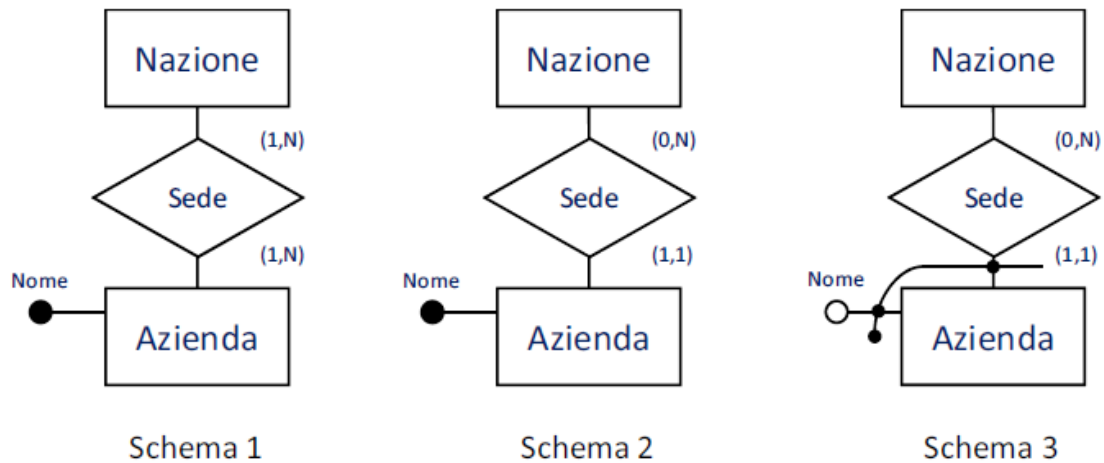 Nazione
(1,N)
Sede
(1,N)
Nome
Azienda
Schema 1
Nazione
(0,N)
Sede
(1,1)
Nome
Azienda
Schema 2
Nazione
(0,N)
Sede
(1,1)
Nome
Azienda
Schema 3